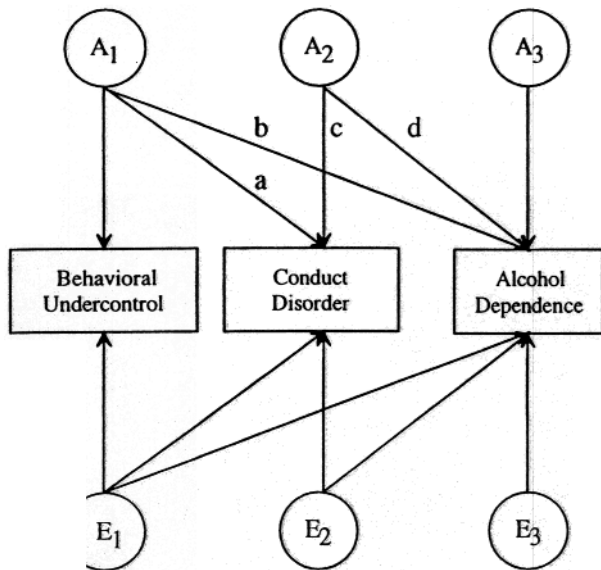 A1 A2 A3
b c d
a
Behavioral Undercontrol
Conduct Disorder
Alcohol Dependence
E1 E2 E3